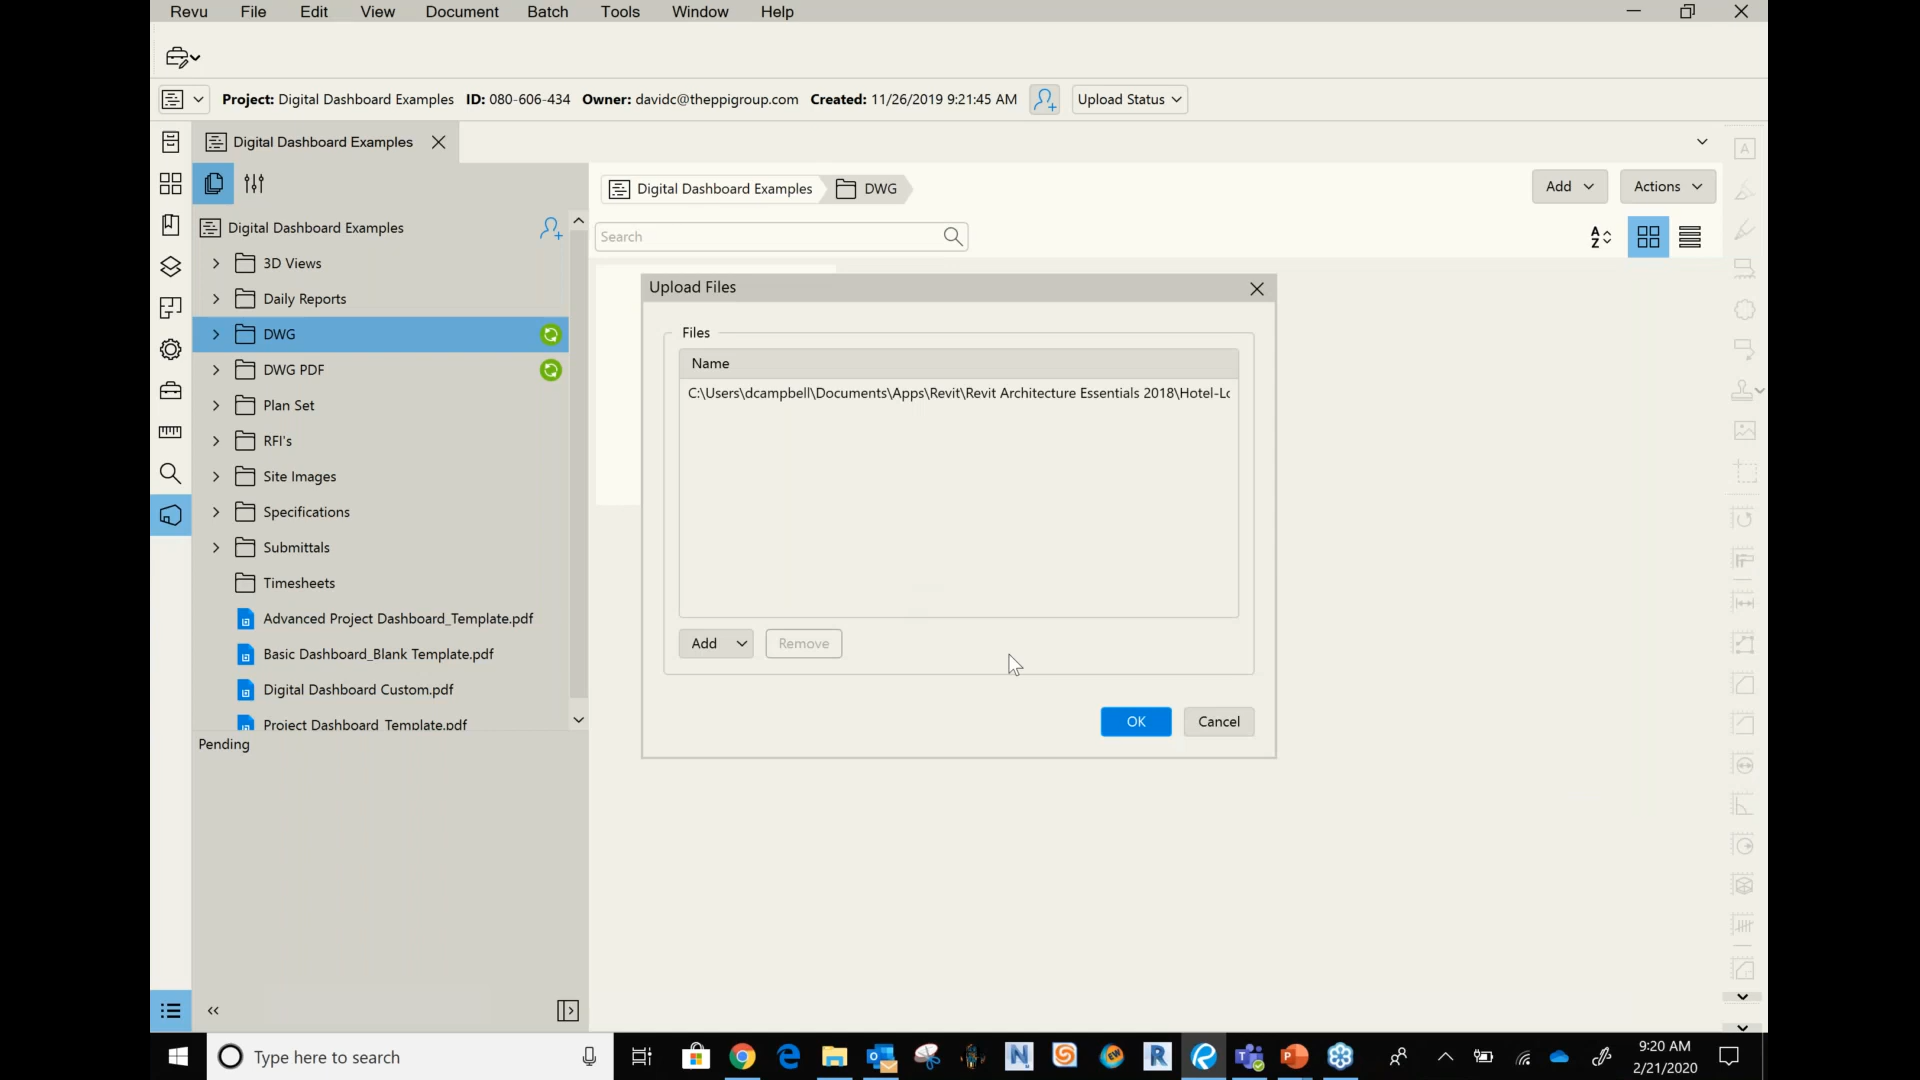 Revu File Edit View Document Batch Tools Window Help
Project: Digital Dashboard Examples ID: 080-606-434 Owner: davidc@theppigroup.com Created: 11/26/2019 9:21:45 AM Upload Status
Digital Dashboard Examples
Digital Dashboard Examples DWG Add Actions
Search
Digital Dashboard Examples
3D Views
Daily Reports
DWG
DWG PDF
Plan Set
RFI's
Site Images
Specifications
Submittals
Timesheets
Advanced Project Dashboard_Template.pdf
Basic Dashboard_Blank Template.pdf
Digital Dashboard Custom.pdf
Project Dashboard_Template.pdf
Pending
Upload Files
Files
Name
C:\Users\dcampbell\Documents\Apps\Revit\Revit Architecture Essentials 2018\Hotel-Lo
Add Remove
OK Cancel
Type here to search
9:20 AM
2/21/2020